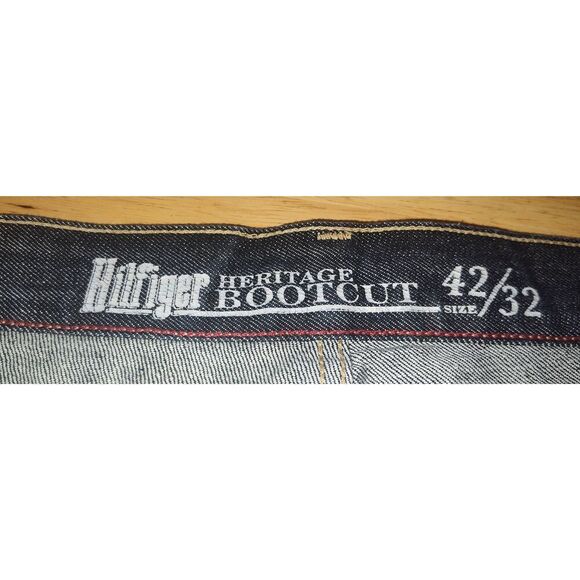 Hilfiger HERITAGE BOOTCUT SIZE 42/32